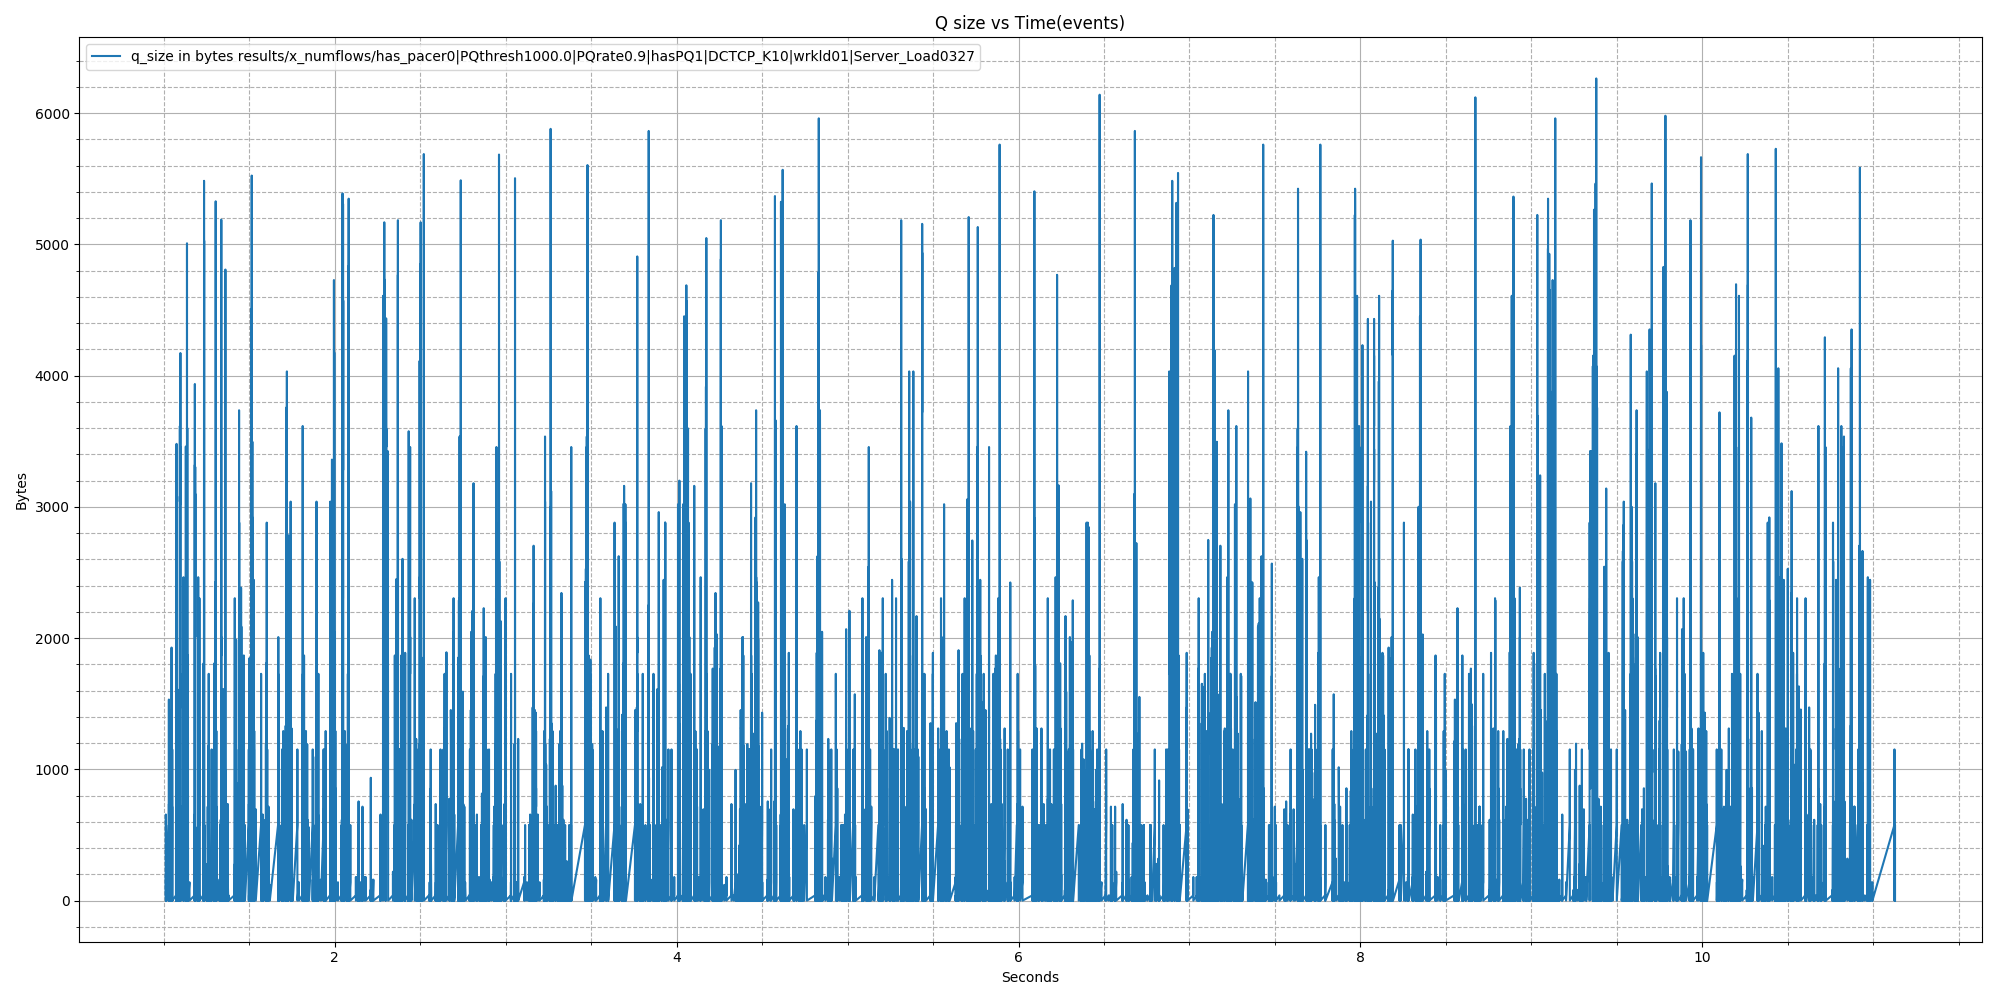 Q size vs Time(events)
q_size in bytes results/x_numflows/has_pacer0|PQthresh1000.0|PQrate0.9|hasPQ1|DCTCP_K10|wrkld01|Server_Load0327
6000
5000
4000
3000
2000
1000
0
Bytes
2 4 6 8 10
Seconds